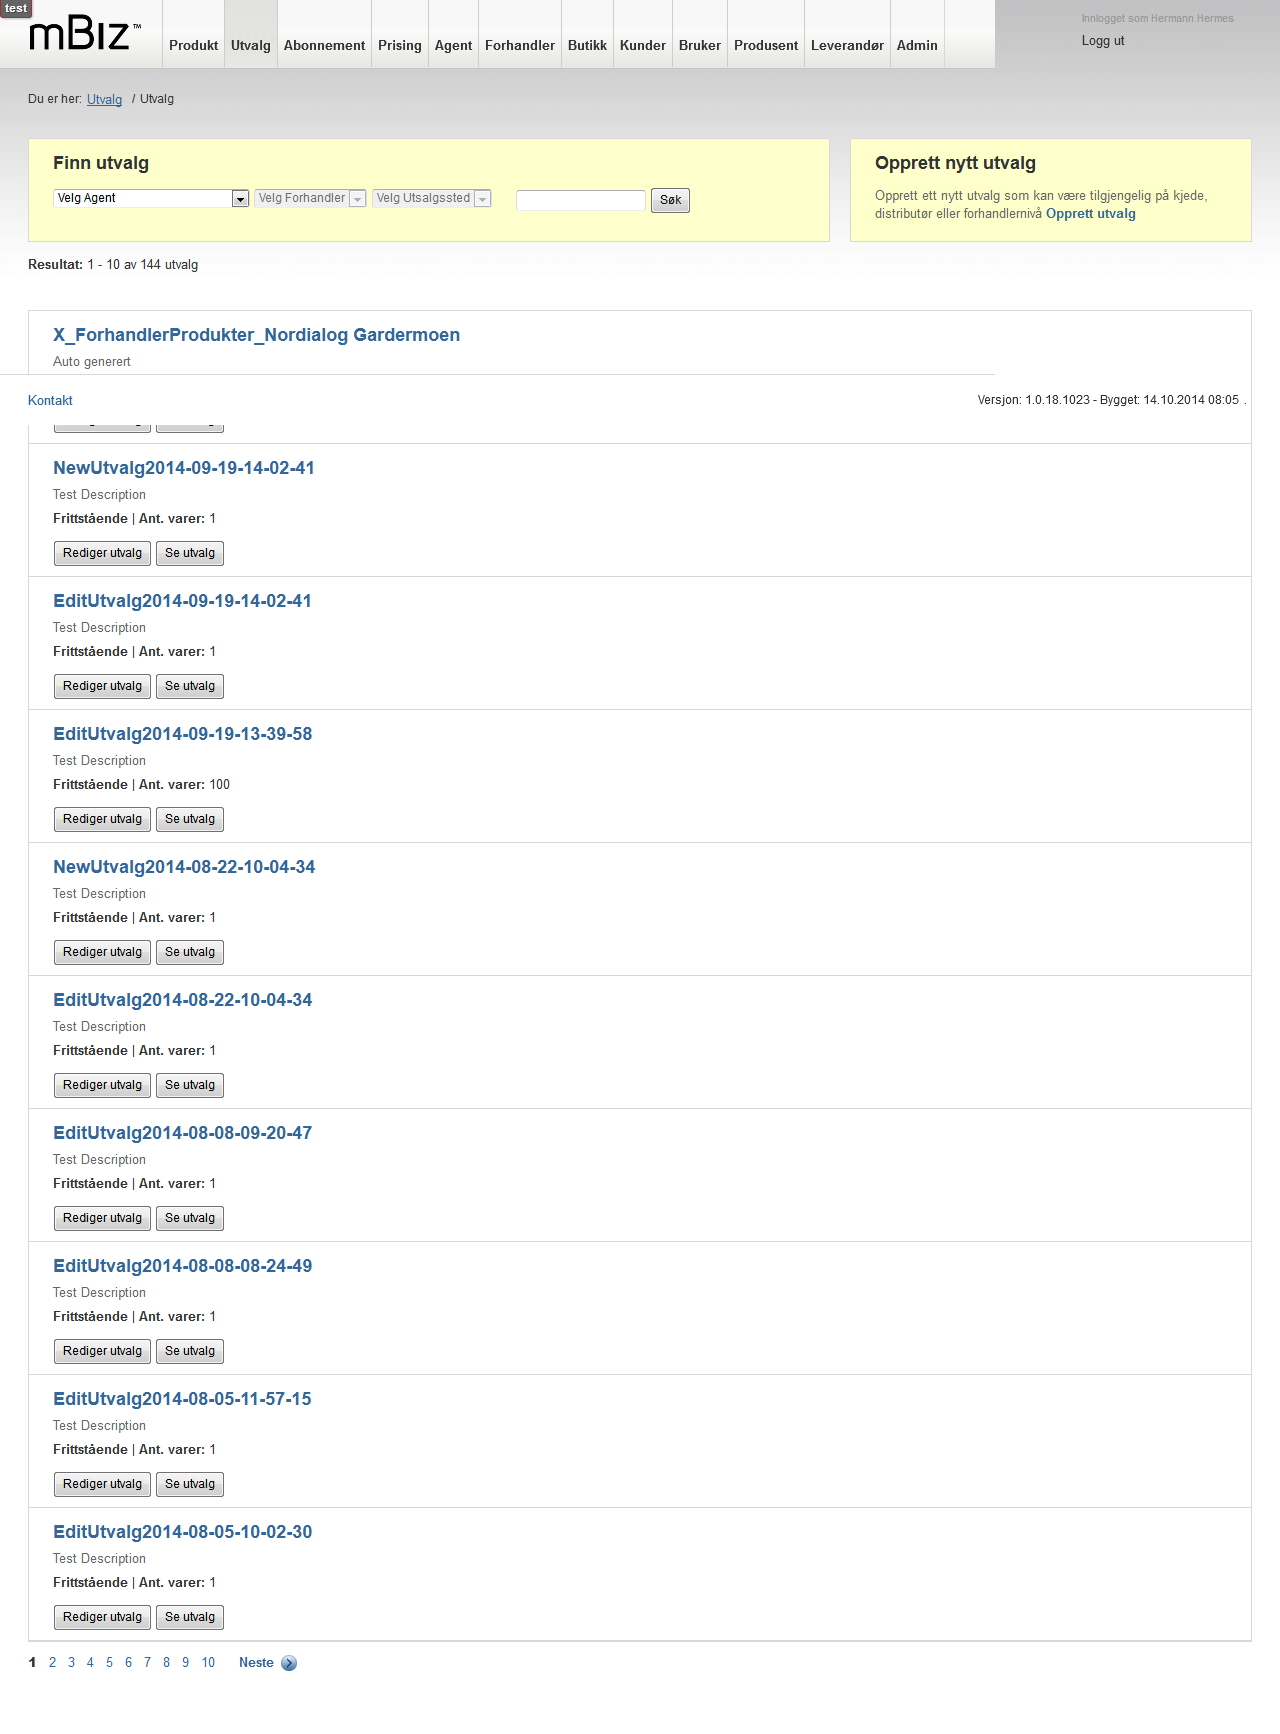 test
mBiz™
Produkt Utvalg Abonnement Prising Agent Forhandler Butikk Kunder Bruker Produsent Leverandør Admin
Innlogget som Hermann Hermes
Logg ut
Du er her: Utvalg / Utvalg
Finn utvalg
Velg Agent Velg Forhandler Velg Utsalgssted Søk
Opprett nytt utvalg
Opprett ett nytt utvalg som kan være tilgjengelig på kjede,
distributør eller forhandlernivå Opprett utvalg
Resultat: 1 - 10 av 144 utvalg
X_ForhandlerProdukter_Nordialog Gardermoen
Auto generert
Kontakt
Versjon: 1.0.18.1023 - Bygget: 14.10.2014 08:05 .
NewUtvalg2014-09-19-14-02-41
Test Description
Frittstående | Ant. varer: 1
Rediger utvalg Se utvalg
EditUtvalg2014-09-19-14-02-41
Test Description
Frittstående | Ant. varer: 1
Rediger utvalg Se utvalg
EditUtvalg2014-09-19-13-39-58
Test Description
Frittstående | Ant. varer: 100
Rediger utvalg Se utvalg
NewUtvalg2014-08-22-10-04-34
Test Description
Frittstående | Ant. varer: 1
Rediger utvalg Se utvalg
EditUtvalg2014-08-22-10-04-34
Test Description
Frittstående | Ant. varer: 1
Rediger utvalg Se utvalg
EditUtvalg2014-08-08-09-20-47
Test Description
Frittstående | Ant. varer: 1
Rediger utvalg Se utvalg
EditUtvalg2014-08-08-08-24-49
Test Description
Frittstående | Ant. varer: 1
Rediger utvalg Se utvalg
EditUtvalg2014-08-05-11-57-15
Test Description
Frittstående | Ant. varer: 1
Rediger utvalg Se utvalg
EditUtvalg2014-08-05-10-02-30
Test Description
Frittstående | Ant. varer: 1
Rediger utvalg Se utvalg
1 2 3 4 5 6 7 8 9 10 Neste